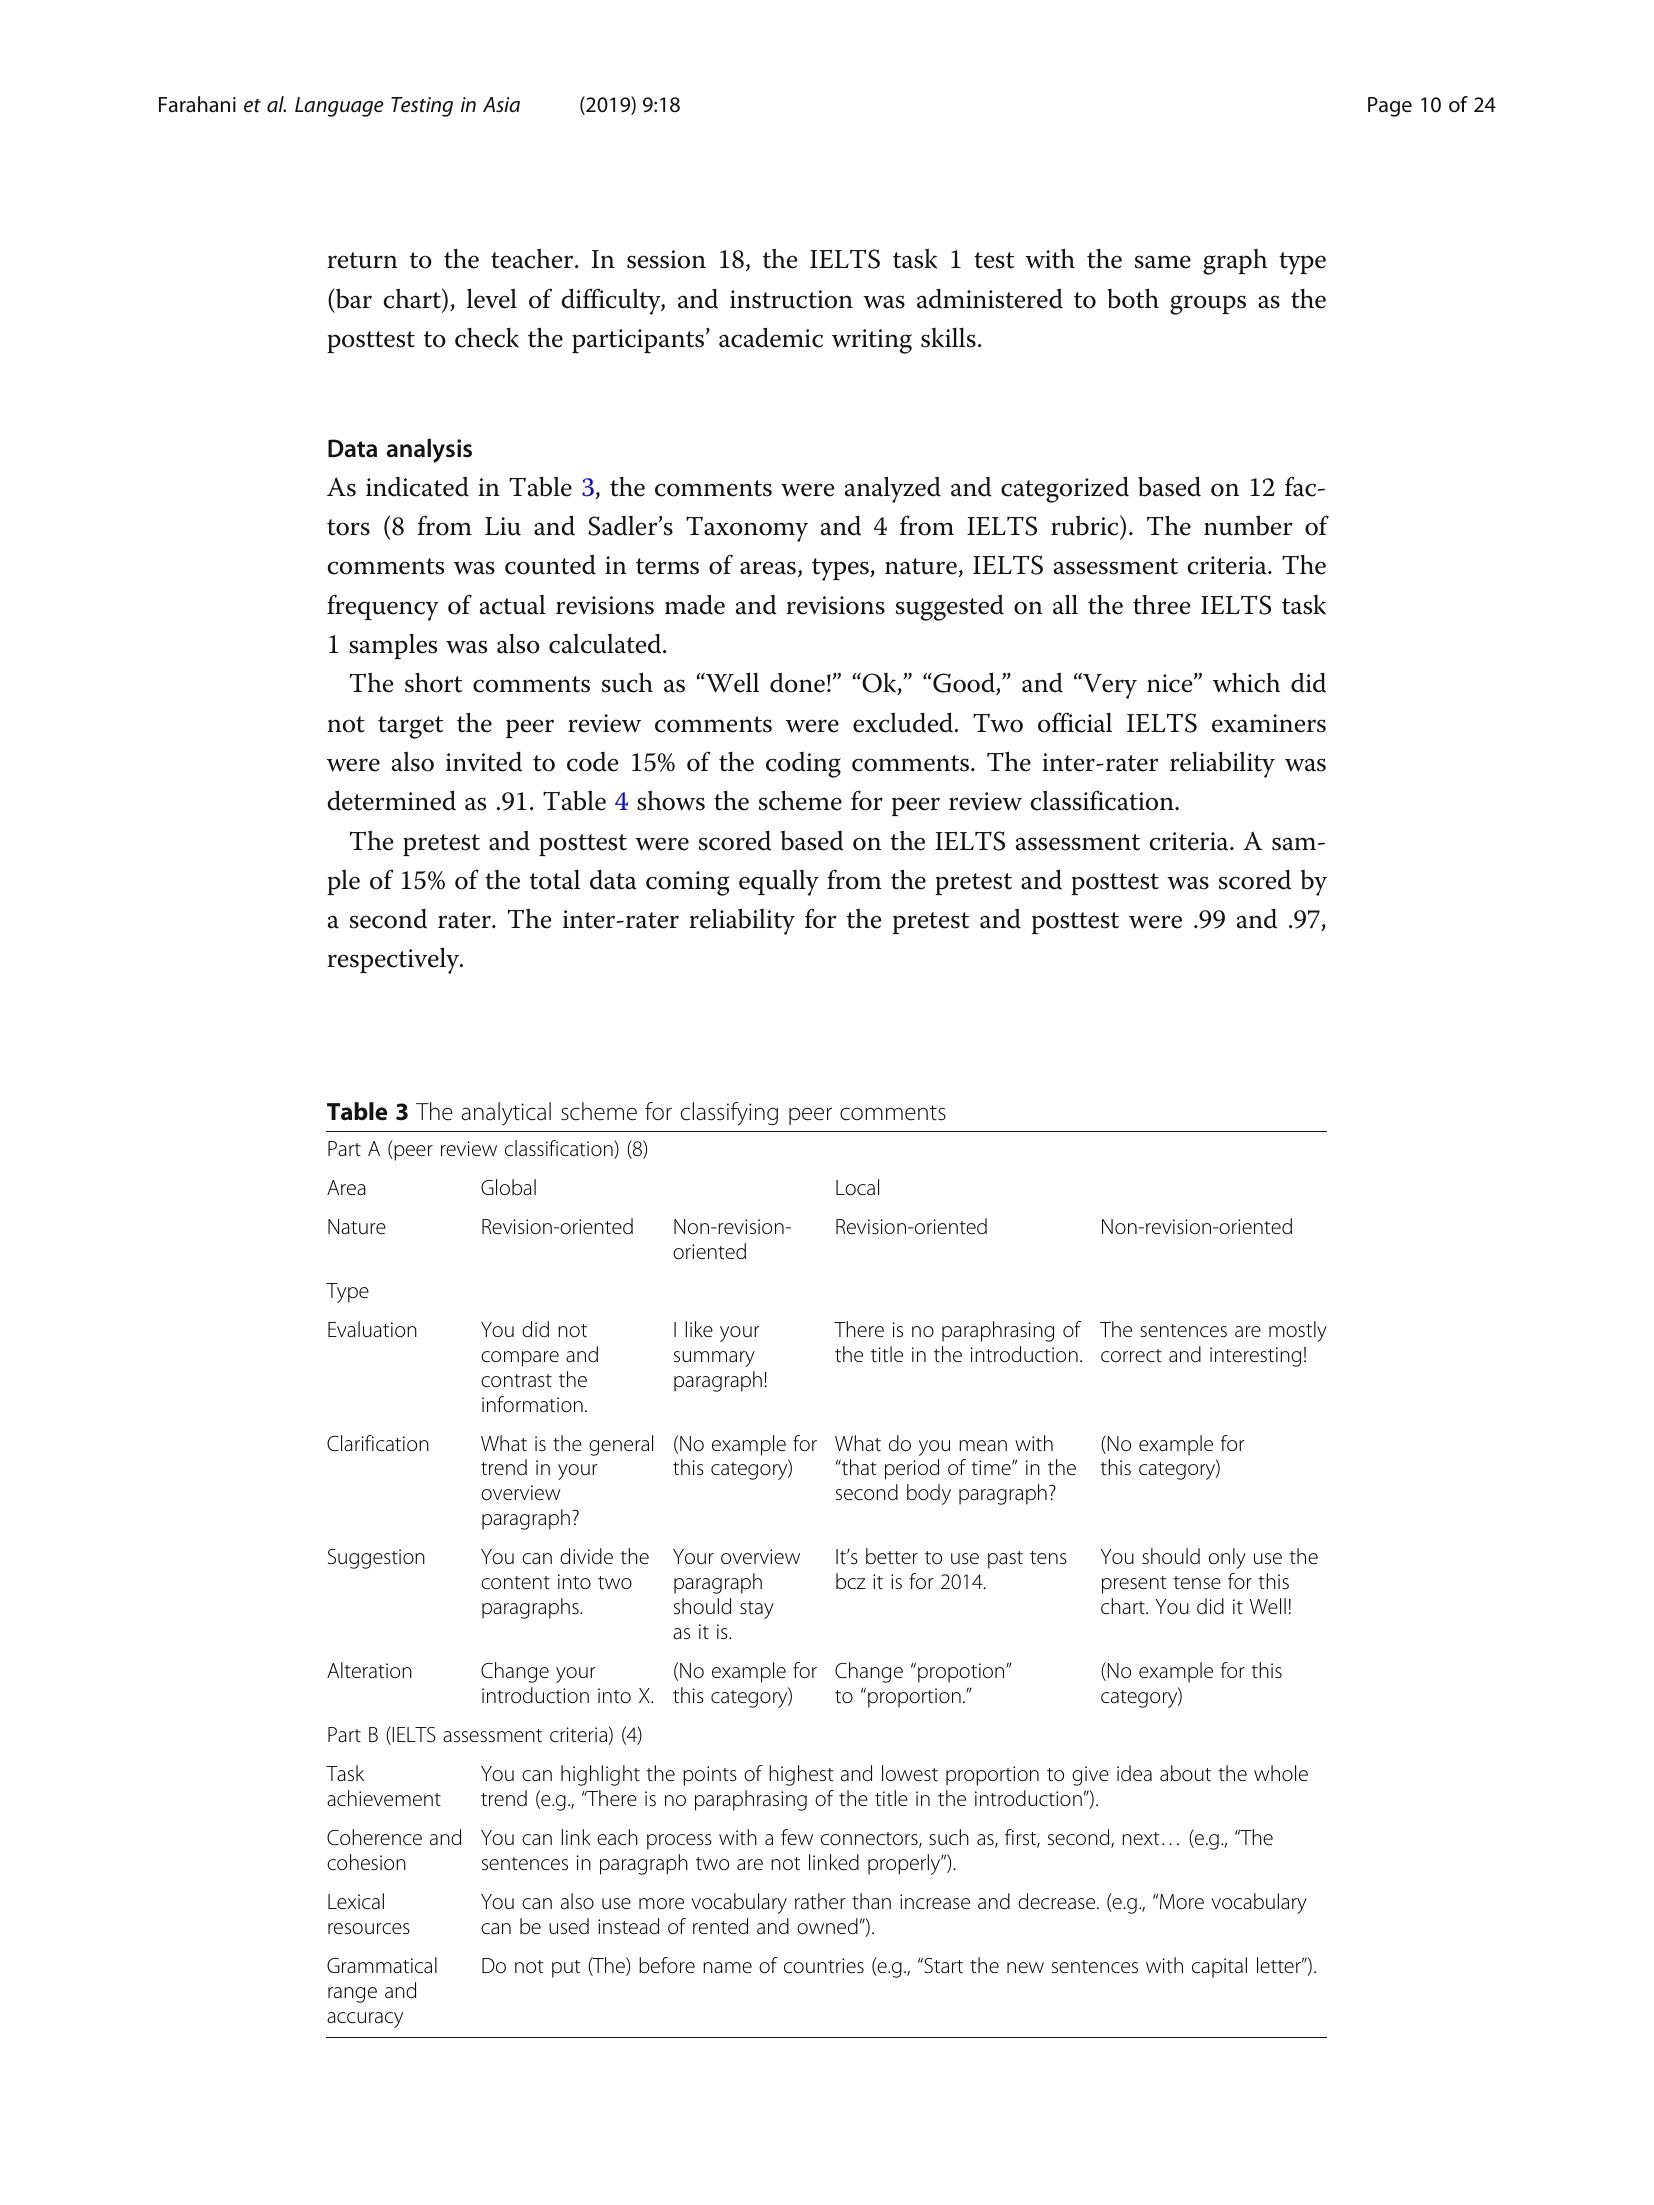 Farahani et al. Language Testing in Asia (2019) 9:18 Page 10 of 24
return to the teacher. In session 18, the IELTS task 1 test with the same graph type
(bar chart), level of difficulty, and instruction was administered to both groups as the
posttest to check the participants’ academic writing skills.
Data analysis
As indicated in Table 3, the comments were analyzed and categorized based on 12 fac-
tors (8 from Liu and Sadler’s Taxonomy and 4 from IELTS rubric). The number of
comments was counted in terms of areas, types, nature, IELTS assessment criteria. The
frequency of actual revisions made and revisions suggested on all the three IELTS task
1 samples was also calculated.
The short comments such as “Well done!” “Ok,” “Good,” and “Very nice” which did
not target the peer review comments were excluded. Two official IELTS examiners
were also invited to code 15% of the coding comments. The inter-rater reliability was
determined as .91. Table 4 shows the scheme for peer review classification.
The pretest and posttest were scored based on the IELTS assessment criteria. A sam-
ple of 15% of the total data coming equally from the pretest and posttest was scored by
a second rater. The inter-rater reliability for the pretest and posttest were .99 and .97,
respectively.
Table 3 The analytical scheme for classifying peer comments
Part A (peer review classification) (8)
Area Global Local
Nature Revision-oriented Non-revision- Revision-oriented Non-revision-oriented
oriented
Type
Evaluation You did not I like your There is no paraphrasing of The sentences are mostly
compare and summary the title in the introduction. correct and interesting!
contrast the paragraph!
information.
Clarification What is the general (No example for What do you mean with (No example for
trend in your this category) “that period of time” in the this category)
overview second body paragraph?
paragraph?
Suggestion You can divide the Your overview It’s better to use past tens You should only use the
content into two paragraph bcz it is for 2014. present tense for this
paragraphs. should stay chart. You did it Well!
as it is.
Alteration Change your (No example for Change “propotion” (No example for this
introduction into X. this category) to “proportion.” category)
Part B (IELTS assessment criteria) (4)
Task You can highlight the points of highest and lowest proportion to give idea about the whole
achievement trend (e.g., “There is no paraphrasing of the title in the introduction”).
Coherence and You can link each process with a few connectors, such as, first, second, next… (e.g., “The
cohesion sentences in paragraph two are not linked properly”).
Lexical You can also use more vocabulary rather than increase and decrease. (e.g., “More vocabulary
resources can be used instead of rented and owned”).
Grammatical Do not put (The) before name of countries (e.g., “Start the new sentences with capital letter”).
range and
accuracy